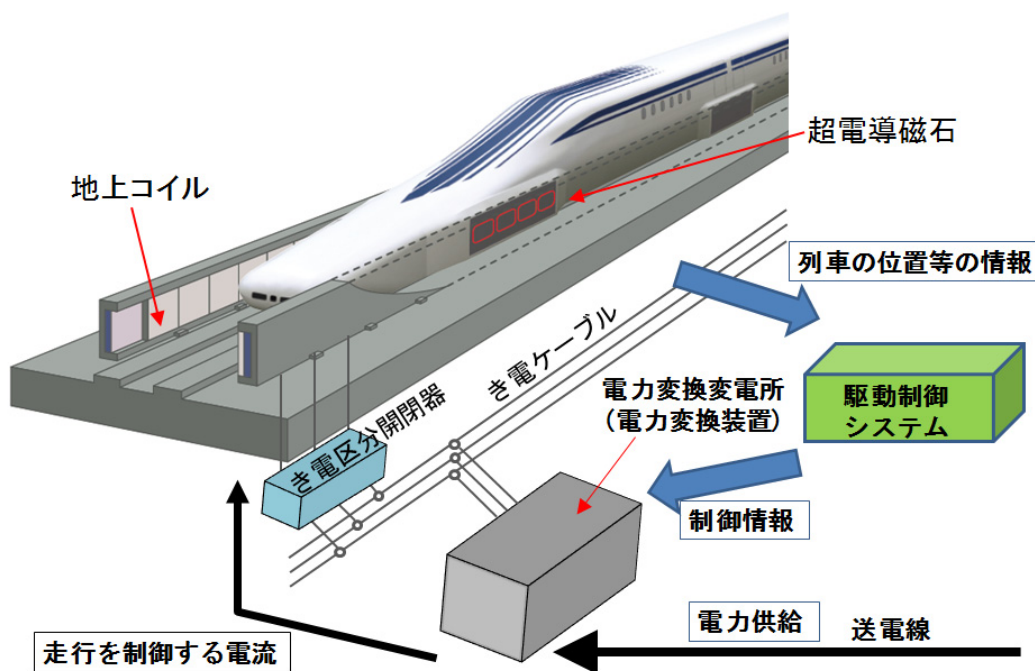 超電導磁石
地上コイル
列車の位置等の情報
き電ケーブル
電力変換変電所
(電力変換装置)
駆動制御
システム
き電区分開閉器
制御情報
電力供給
送電線
走行を制御する電流